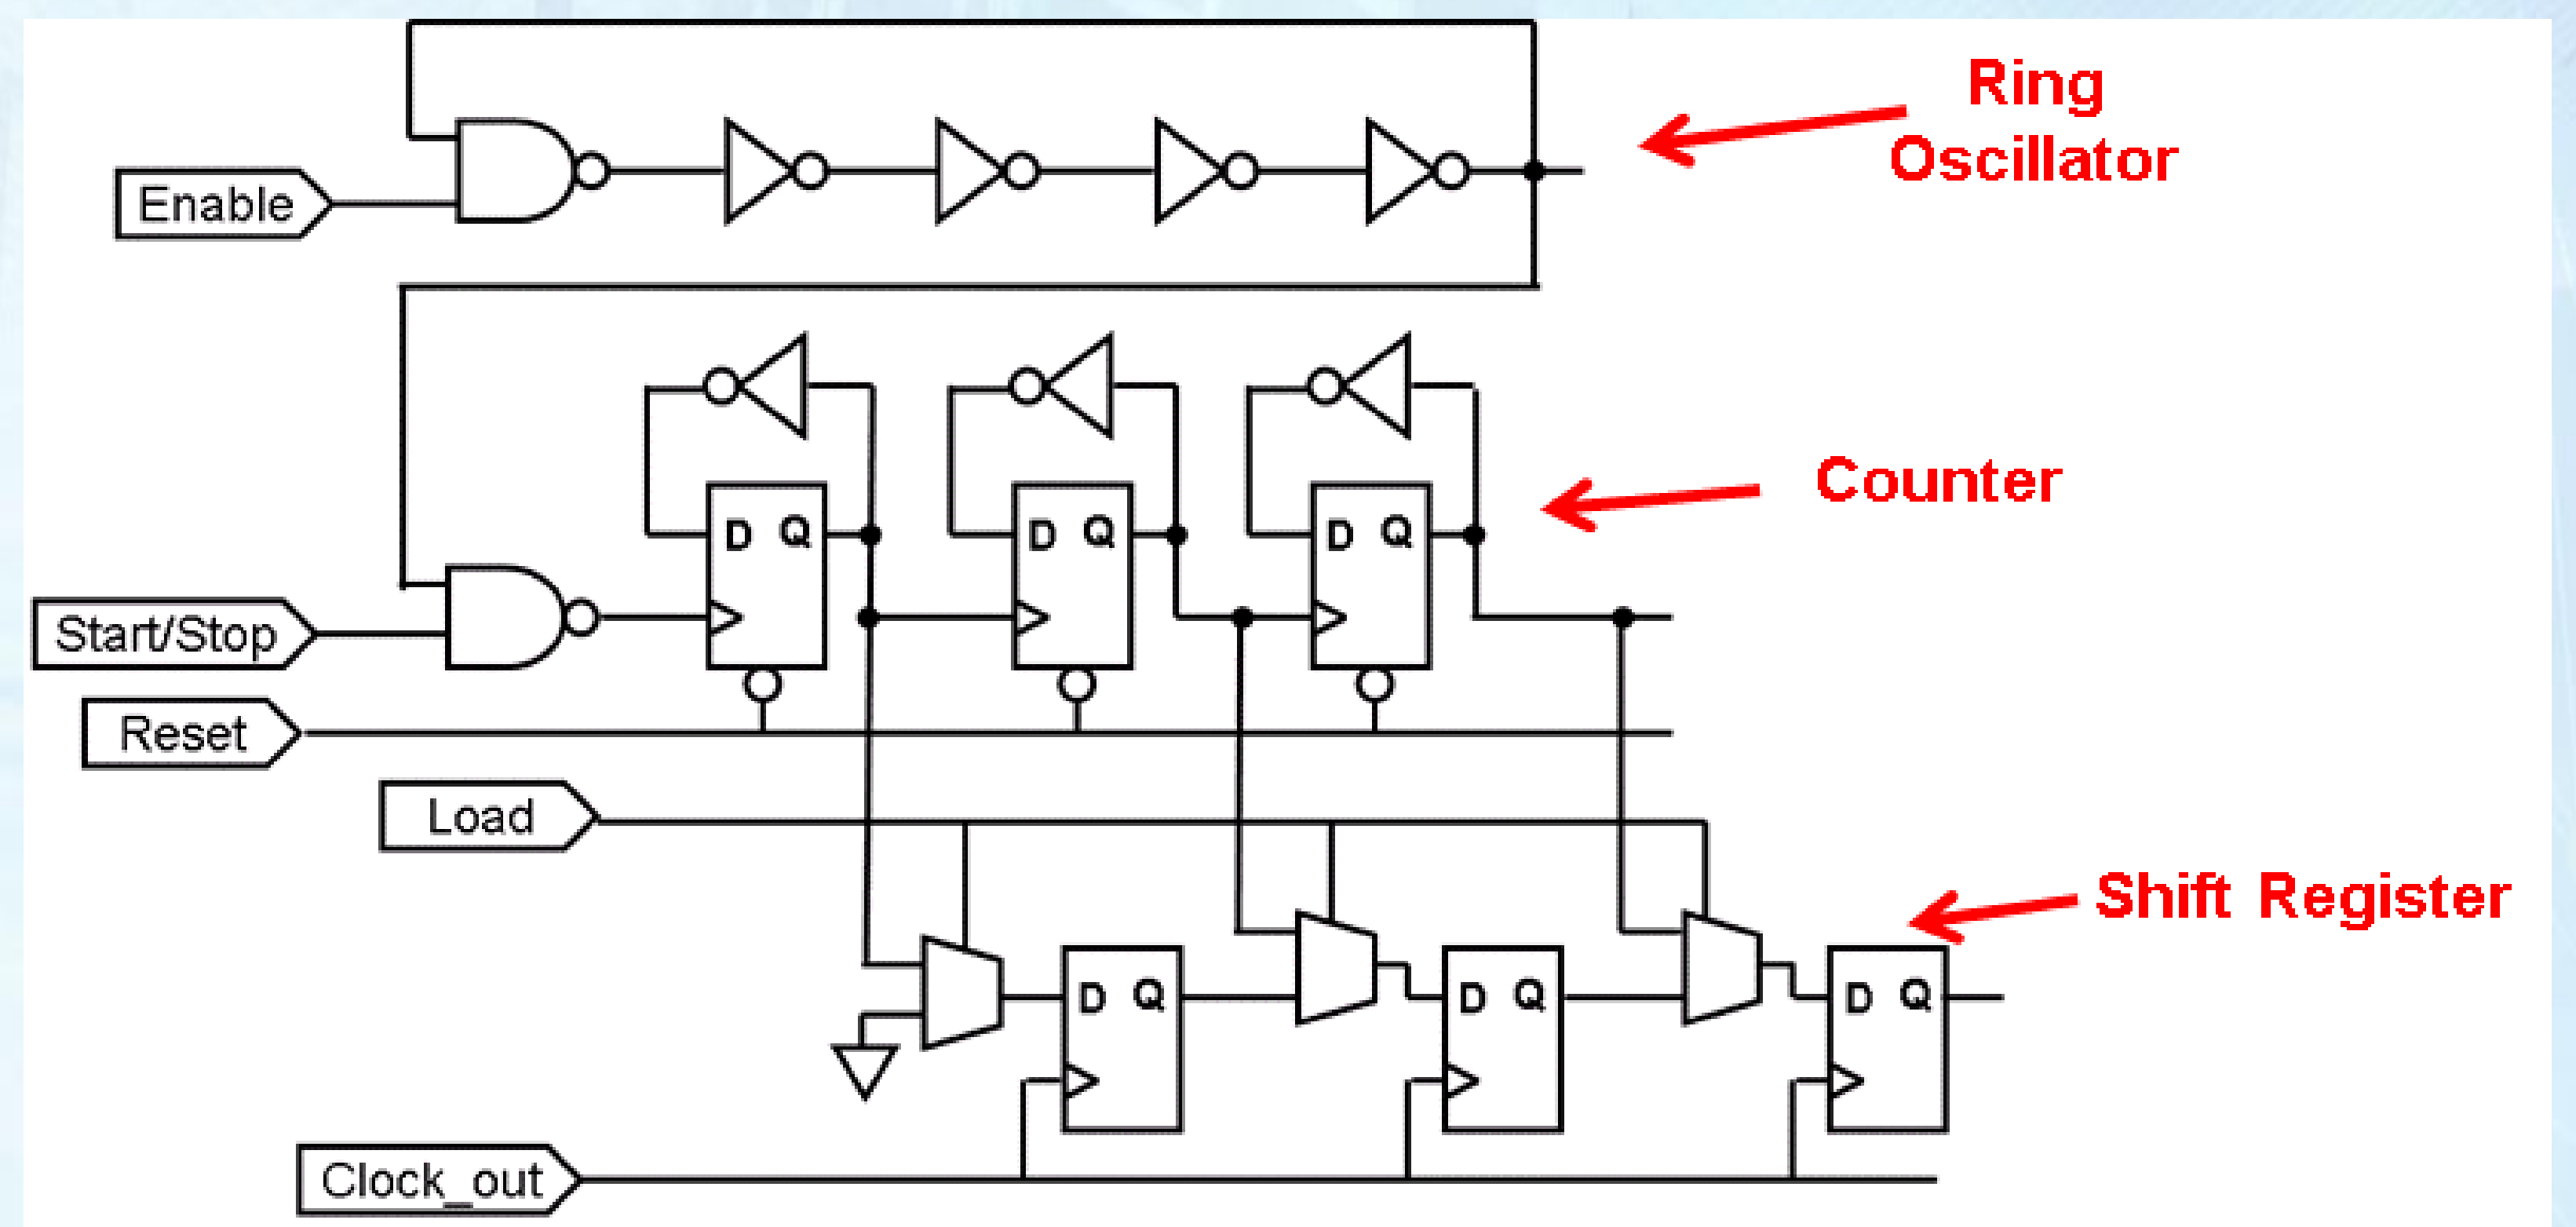 Ring
Oscillator
Enable
Counter
D Q
D Q
D Q
Start/Stop
Reset
Load
Shift Register
D Q
D Q
D Q
Clock_out